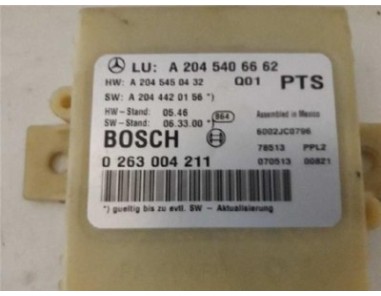 LU: A 204 540 66 62
HW: A 204 545 04 32 Q01 PTS
SW: A 204 442 01 56 *)
HW - Stand: 05.46 Assembled in Mexico
SW - Stand: 06.33.00 *) 864
BOSCH 6002JC0796
78513 PPL2
0 263 004 211 070513 00821
*) gueltig bis zu evtl. SW - Aktualisierung